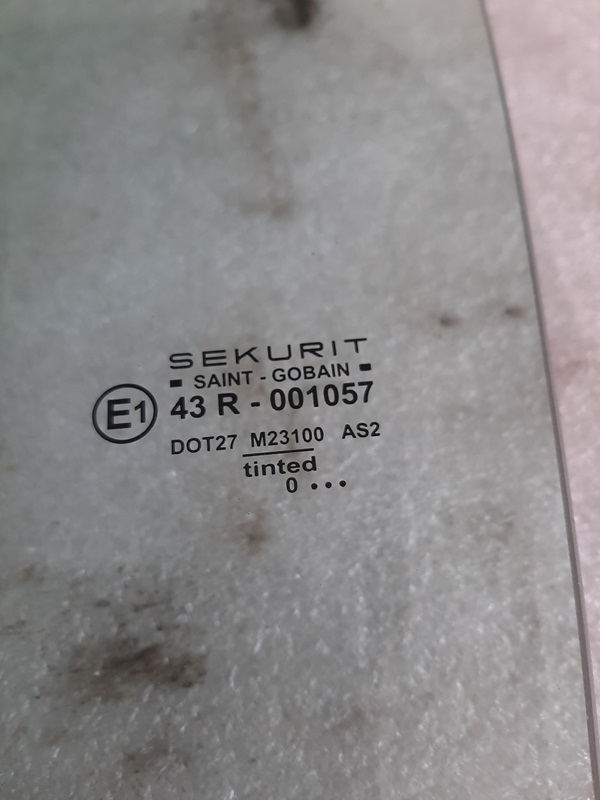 SEKURIT
- SAINT - GOBAIN -
E1 43 R - 001057
DOT27 M23100 AS2
tinted
0 ...